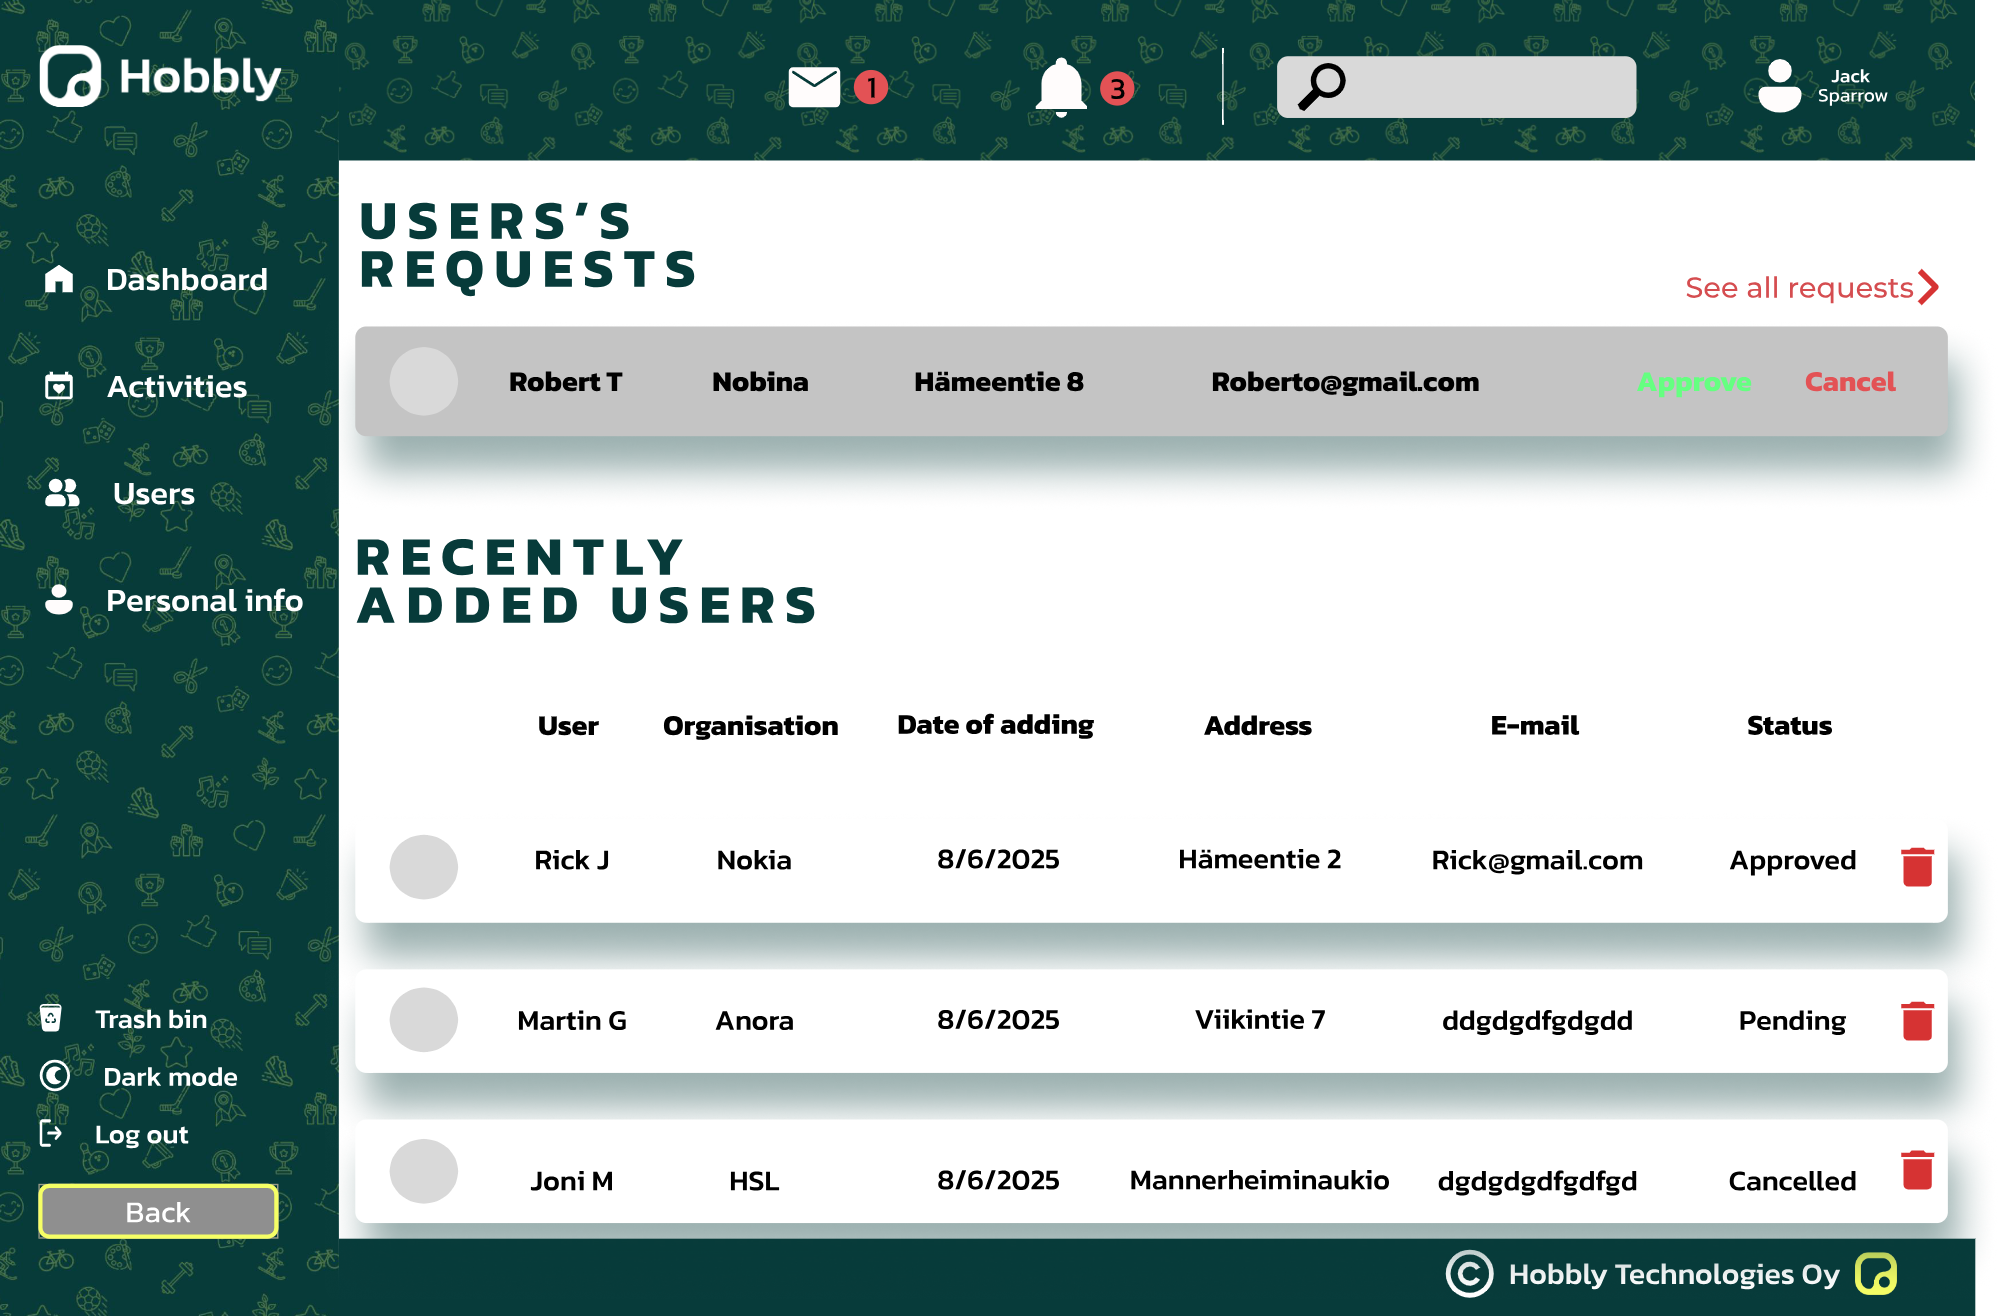 Hobbly
1
3
Jack
Sparrow
Dashboard
Activities
Users
Personal info
Trash bin
Dark mode
Log out
Back
USERS’S
REQUESTS
See all requests
Robert T Nobina Hämeentie 8 Roberto@gmail.com Approve Cancel
RECENTLY
ADDED USERS
User Organisation Date of adding Address E-mail Status
Rick J Nokia 8/6/2025 Hämeentie 2 Rick@gmail.com Approved
Martin G Anora 8/6/2025 Viikintie 7 ddgdgdfgdgdd Pending
Joni M HSL 8/6/2025 Mannerheiminaukio dgdgdgdfgdfgd Cancelled
© Hobbly Technologies Oy